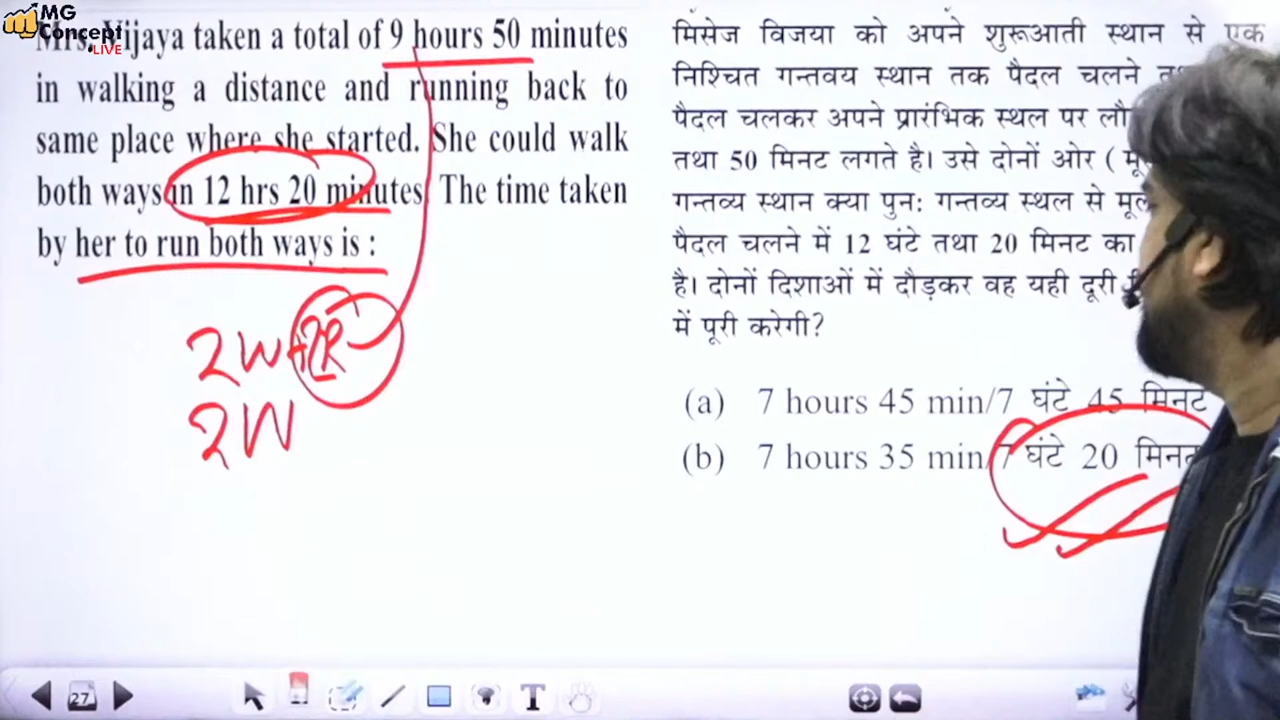 MG
Concept
LIVE
Mrs. Vijaya taken a total of 9 hours 50 minutes
in walking a distance and running back to
same place where she started. She could walk
both ways in 12 hrs 20 minutes. The time taken
by her to run both ways is :
2W+2R
2W
मिसेज विजया को अपने शुरूआती स्थान से एक
निश्चित गन्तवय स्थान तक पैदल चलने
पैदल चलकर अपने प्रारंभिक स्थल पर
तथा 50 मिनट लगते है। उसे दोनों ओर (
गन्तव्य स्थान क्या पुनः गन्तव्य स्थल से
पैदल चलने में 12 घंटे तथा 20 मिनट का
है। दोनों दिशाओं में दौड़कर वह यही दूरी
में पूरी करेगी?
(a) 7 hours 45 min/7 घंटे 45 मिनट
(b) 7 hours 35 min/7 घंटे 20 मिनट
27
T